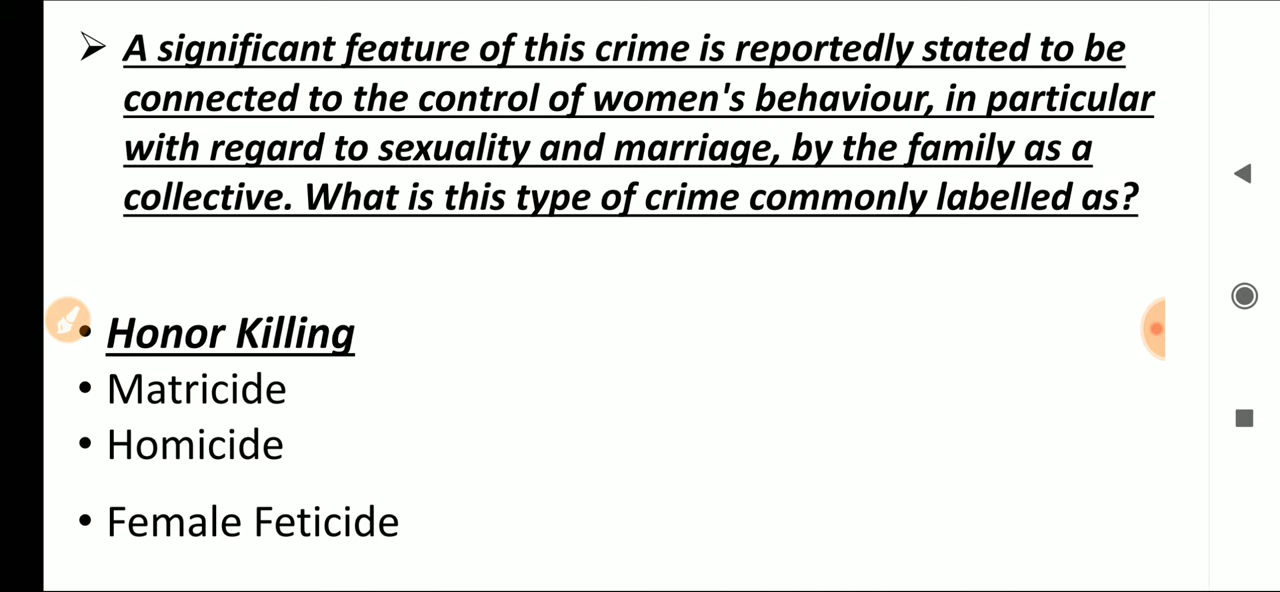 ➢ A significant feature of this crime is reportedly stated to be
connected to the control of women's behaviour, in particular
with regard to sexuality and marriage, by the family as a
collective. What is this type of crime commonly labelled as?
• Honor Killing
• Matricide
• Homicide
• Female Feticide